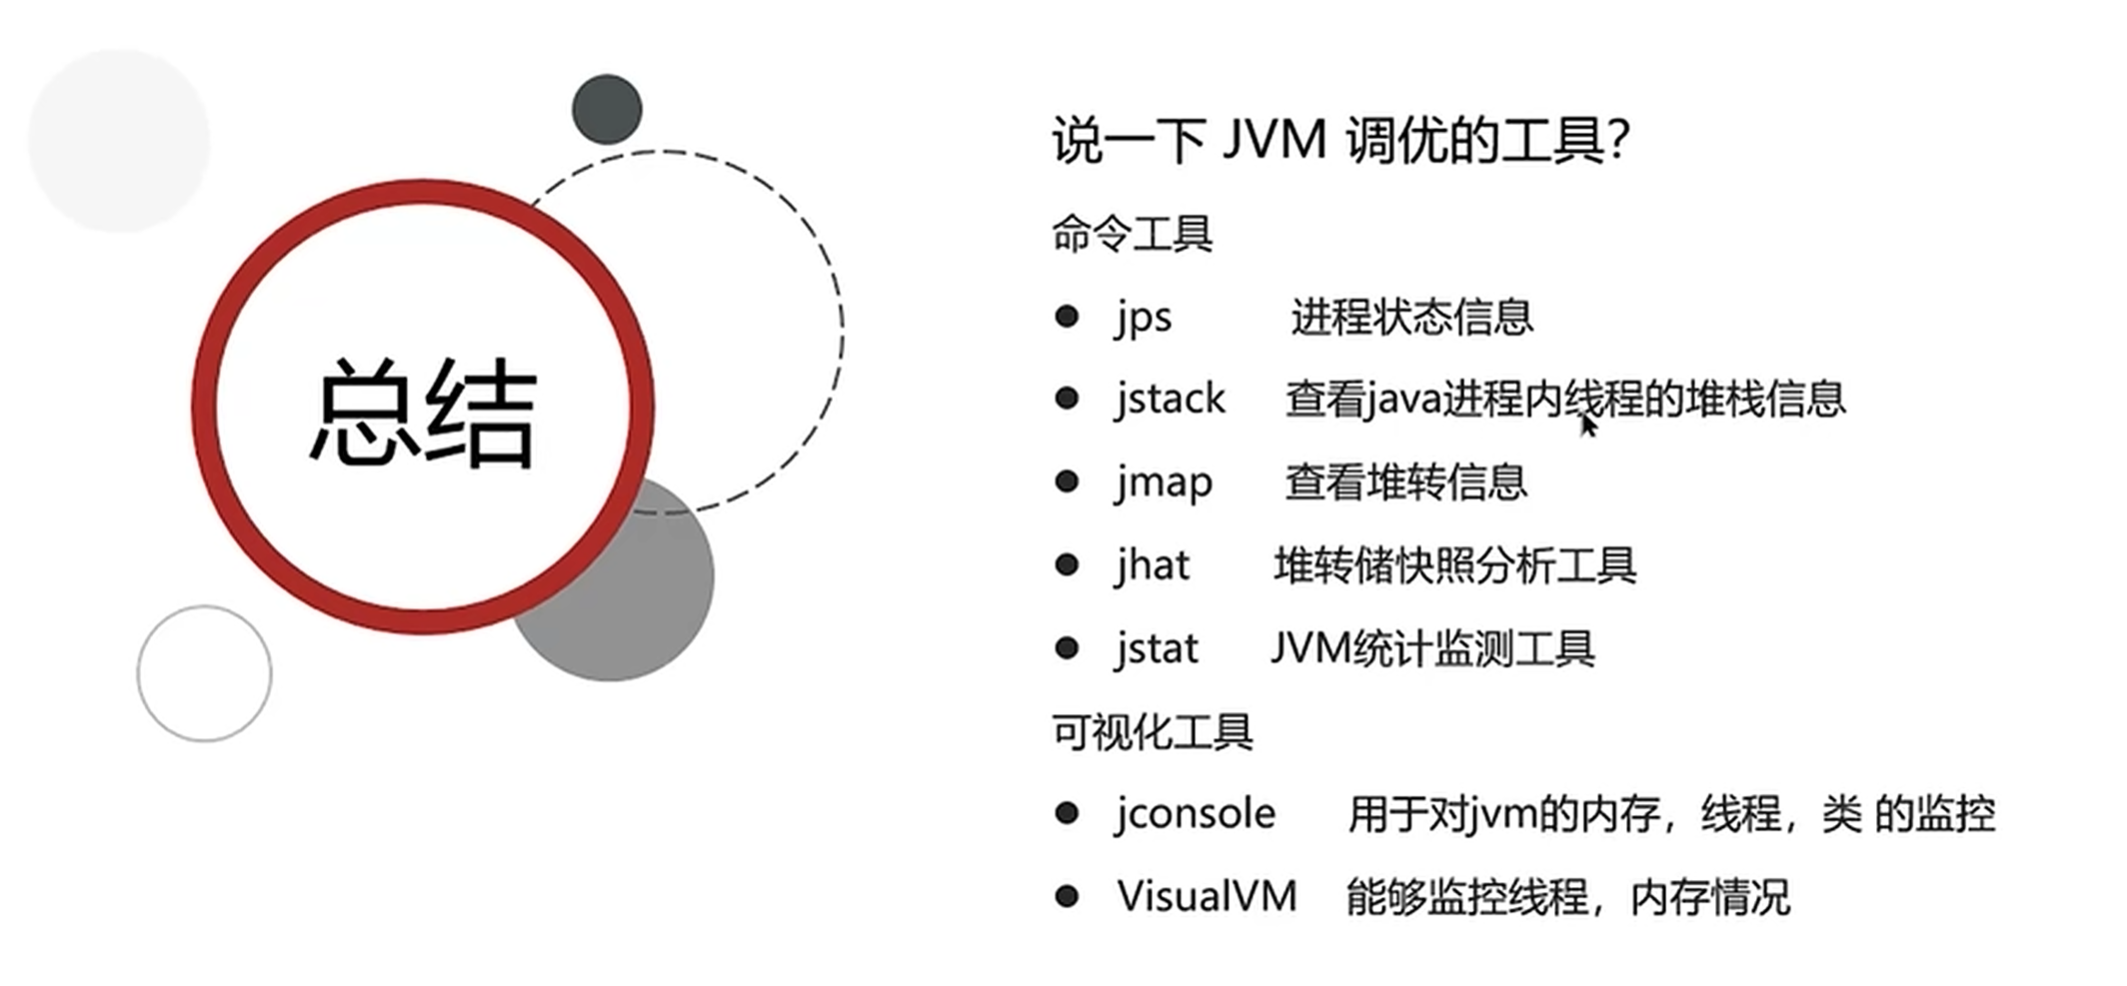 总结
说一下 JVM 调优的工具?
命令工具
● jps 进程状态信息
● jstack 查看java进程内线程的堆栈信息
● jmap 查看堆转信息
● jhat 堆转储快照分析工具
● jstat JVM统计监测工具
可视化工具
● jconsole 用于对jvm的内存，线程，类 的监控
● VisualVM 能够监控线程，内存情况